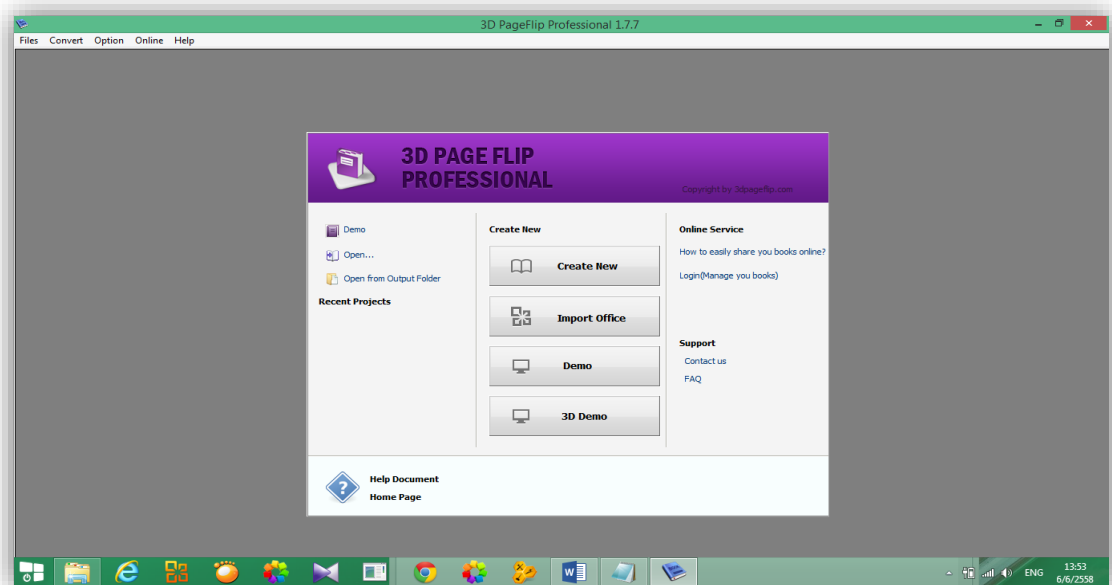 3D PageFlip Professional 1.7.7
Files Convert Option Online Help
3D PAGE FLIP
PROFESSIONAL
Copyright by 3dpageflip.com
Demo
Open...
Open from Output Folder
Recent Projects
Create New
Create New
Import Office
Demo
3D Demo
Online Service
How to easily share you books online?
Login(Manage you books)
Support
Contact us
FAQ
Help Document
Home Page
ENG
13:53
6/6/2558